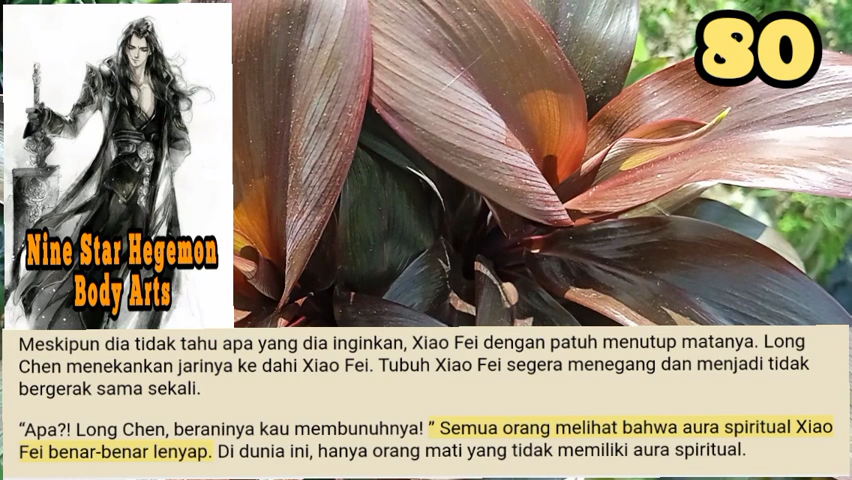 80
Nine Star Hegemon
Body Arts
Meskipun dia tidak tahu apa yang dia inginkan, Xiao Fei dengan patuh menutup matanya. Long
Chen menekankan jarinya ke dahi Xiao Fei. Tubuh Xiao Fei segera menegang dan menjadi tidak
bergerak sama sekali.
“Apa?! Long Chen, beraninya kau membunuhnya! ” Semua orang melihat bahwa aura spiritual Xiao
Fei benar-benar lenyap. Di dunia ini, hanya orang mati yang tidak memiliki aura spiritual.